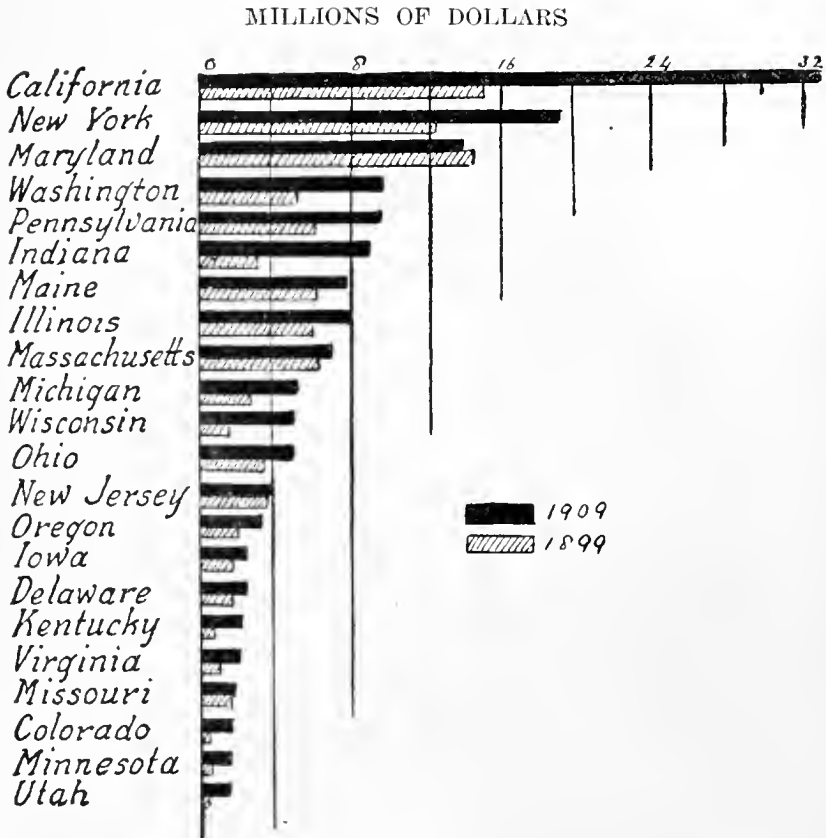 MILLIONS OF DOLLARS
0 8 16 24 32
California
New York
Maryland
Washington
Pennsylvania
Indiana
Maine
Illinois
Massachusetts
Michigan
Wisconsin
Ohio
New Jersey
Oregon
Iowa
Delaware
Kentucky
Virginia
Missouri
Colorado
Minnesota
Utah
1909
1899